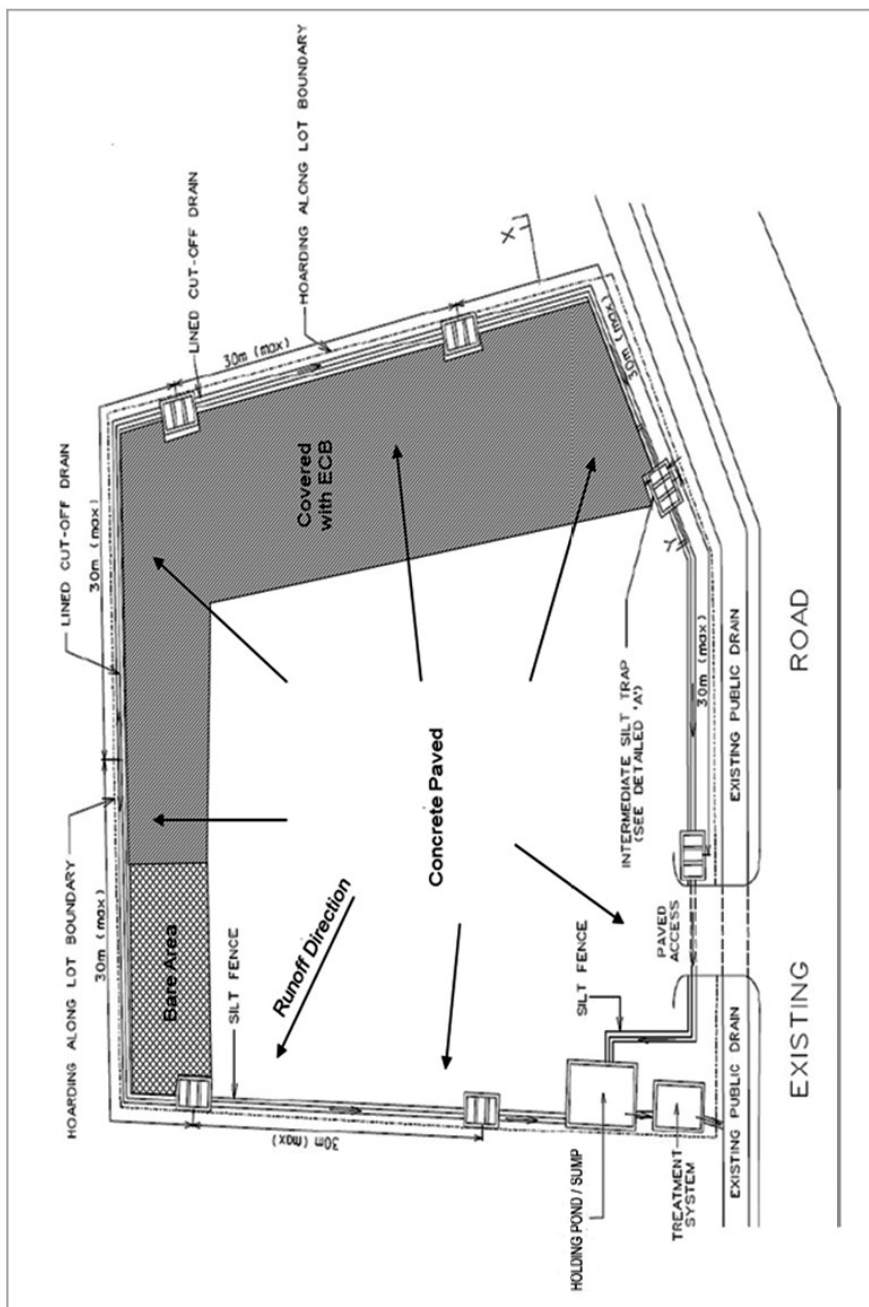 LINED CUT-OFF DRAIN
HOARDING ALONG LOT BOUNDARY
X
30m (max)
30m (max)
LINED CUT-OFF DRAIN
30m (max)
Covered
with ECB
Y
HOARDING ALONG LOT BOUNDARY
30m (max)
Concrete Paved
INTERMEDIATE SILT TRAP
(SEE DETAILED 'A')
30m (max)
EXISTING PUBLIC DRAIN
Bare Area
SILT FENCE
Runoff Direction
SILT FENCE
PAVED
ACCESS
30m (max)
HOLDING POND / SUMP
TREATMENT
SYSTEM
EXISTING PUBLIC DRAIN
EXISTING ROAD